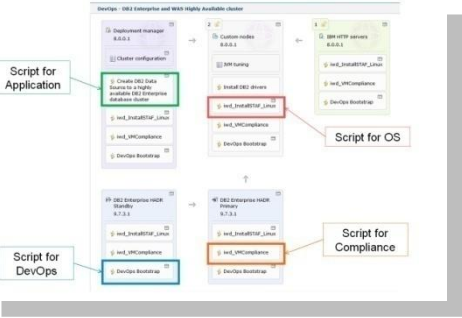 DevOps - DB2 Enterprise and WAS Highly Available cluster
Deployment manager
8.0.0.1
Cluster configuration
Create DB2 Data
Source to a highly
available DB2 Enterprise
database cluster
iwd_InstallSTAF_Linux
iwd_VMCompliance
DevOps Bootstrap
2
Custom nodes
8.0.0.1
JVM tuning
Install DB2 drivers
iwd_InstallSTAF_Linux
iwd_VMCompliance
DevOps Bootstrap
1
IBM HTTP servers
8.0.0.1
iwd_InstallSTAF_Linux
iwd_VMCompliance
DevOps Bootstrap
Script for
Application
Script for OS
DB2 Enterprise HADR
Standby
9.7.3.1
iwd_InstallSTAF_Linux
iwd_VMCompliance
DevOps Bootstrap
DB2 Enterprise HADR
Primary
9.7.3.1
iwd_InstallSTAF_Linux
iwd_VMCompliance
DevOps Bootstrap
Script for
DevOps
Script for
Compliance